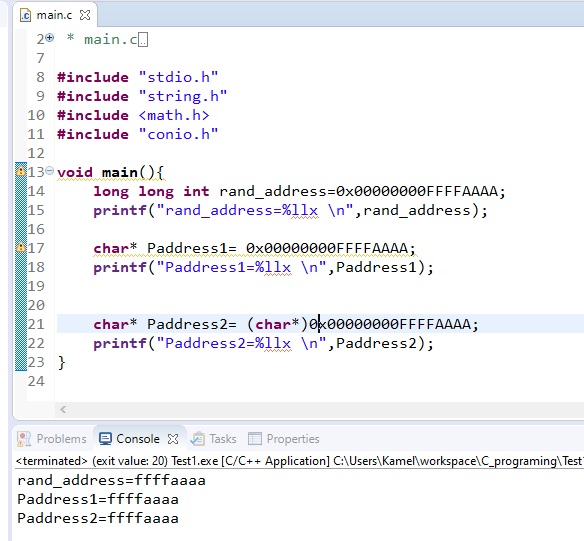 main.c
2 * main.c
7
8 #include "stdio.h"
9 #include "string.h"
10 #include <math.h>
11 #include "conio.h"
12
13 void main(){
14 long long int rand_address=0x00000000FFFFAAAA;
15 printf("rand_address=%llx \n",rand_address);
16
17 char* Paddress1= 0x00000000FFFFAAAA;
18 printf("Paddress1=%llx \n",Paddress1);
19
20
21 char* Paddress2= (char*)0x00000000FFFFAAAA;
22 printf("Paddress2=%llx \n",Paddress2);
23 }
24
Problems Console Tasks Properties
<terminated> (exit value: 20) Test1.exe [C/C++ Application] C:\Users\Kamel\workspace\C_programing\Test1
rand_address=ffffaaaa
Paddress1=ffffaaaa
Paddress2=ffffaaaa